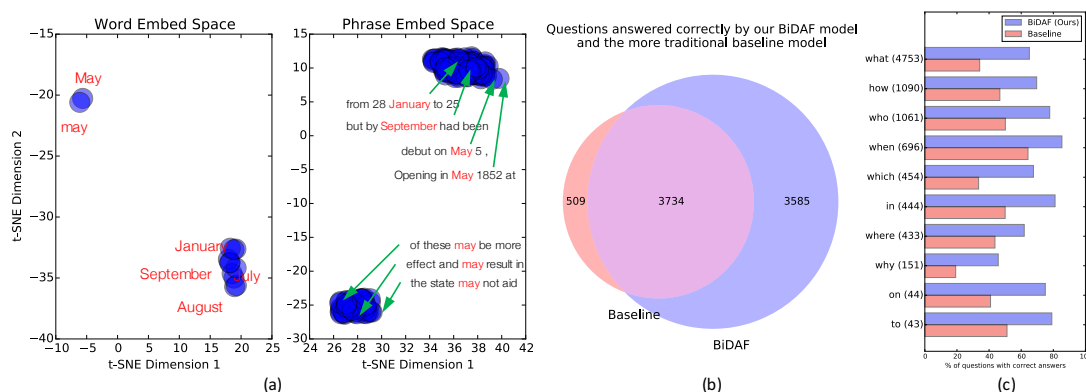 Word Embed Space
−15
−20
−25
−30
−35
−40
−10
−5
0
5
10
15
20
25
t-SNE Dimension 1
t-SNE Dimension 2
May
may
January
September
July
August
Phrase Embed Space
15
10
5
0
−5
−10
−15
−20
−25
−30
24
26
28
30
32
34
36
38
40
42
t-SNE Dimension 1
from 28 January to 25
but by September had been
debut on May 5 ,
Opening in May 1852 at
of these may be more
effect and may result in
the state may not aid
(a)
Questions answered correctly by our BiDAF model
and the more traditional baseline model
509
3734
3585
Baseline
BiDAF
(b)
BiDAF (Ours)
Baseline
what (4753)
how (1090)
who (1061)
when (696)
which (454)
in (444)
where (433)
why (151)
on (44)
to (43)
0
20
40
60
80
100
% of questions with correct answers
(c)